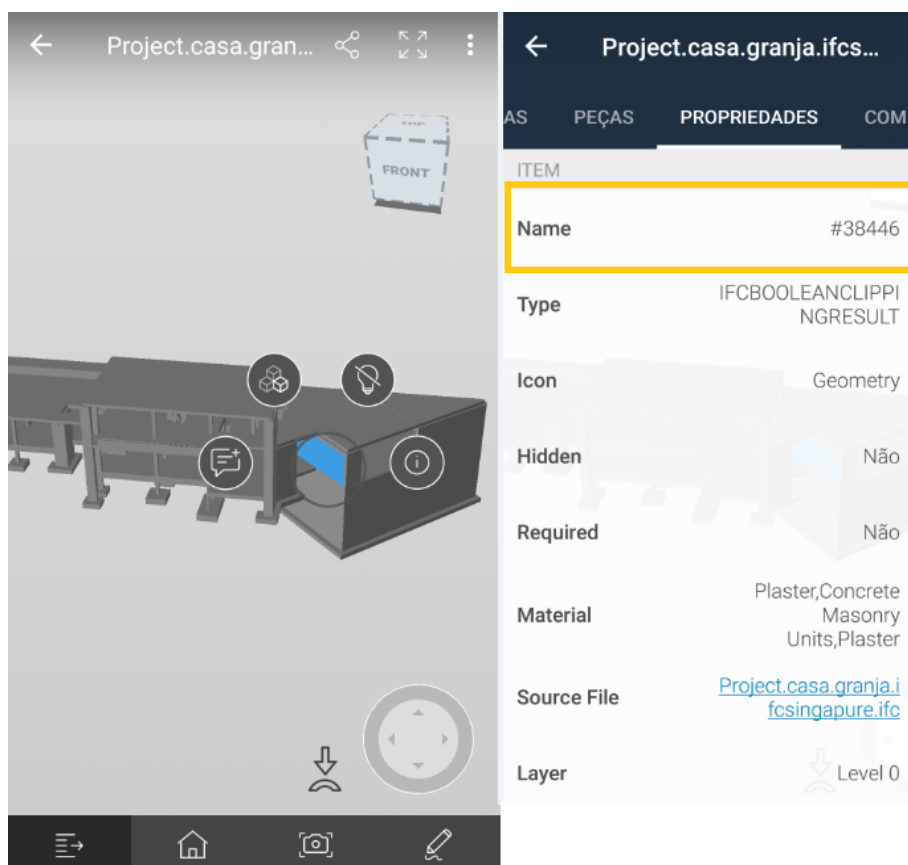 Project.casa.gran...
TOP
FRONT
Project.casa.granja.ifcs...
AS PEÇAS PROPRIEDADES COM
ITEM
Name #38446
Type IFCBOOLEANCLIPPI
NGRESULT
Icon Geometry
Hidden Não
Required Não
Material Plaster,Concrete
Masonry
Units,Plaster
Source File Project.casa.granja.i
fcsingapure.ifc
Layer Level 0